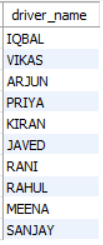 driver_name
IQBAL
VIKAS
ARJUN
PRIYA
KIRAN
JAVED
RANI
RAHUL
MEENA
SANJAY